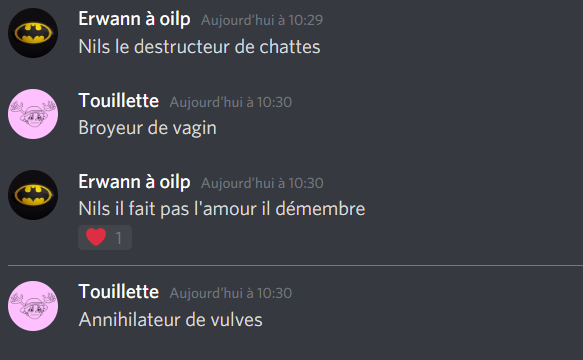 Erwann à oilp Aujourd'hui à 10:29
Nils le destructeur de chattes
Touillette Aujourd'hui à 10:30
Broyeur de vagin
Erwann à oilp Aujourd'hui à 10:30
Nils il fait pas l'amour il démembre
1
Touillette Aujourd'hui à 10:30
Annihilateur de vulves